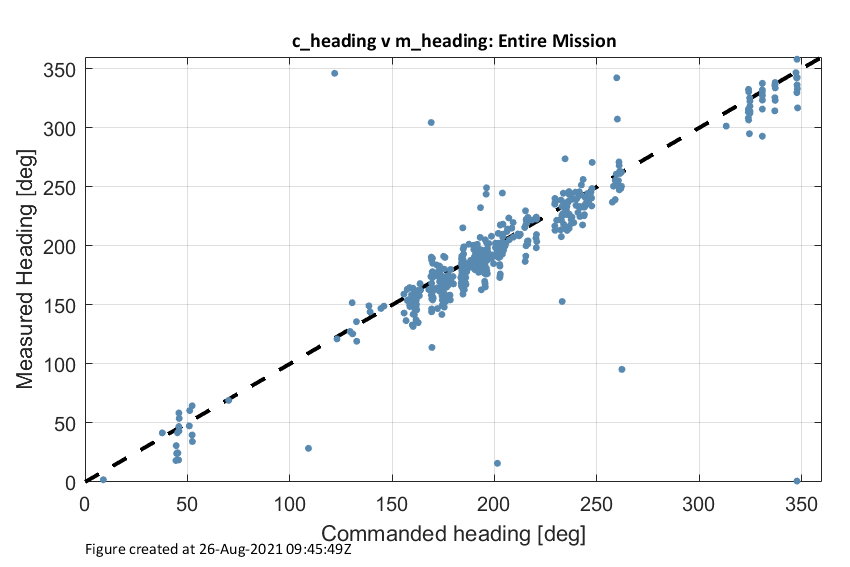 c_heading v m_heading: Entire Mission
350
300
250
200
150
100
50
0
Measured Heading [deg]
0 50 100 150 200 250 300 350
Commanded heading [deg]
Figure created at 26-Aug-2021 09:45:49Z